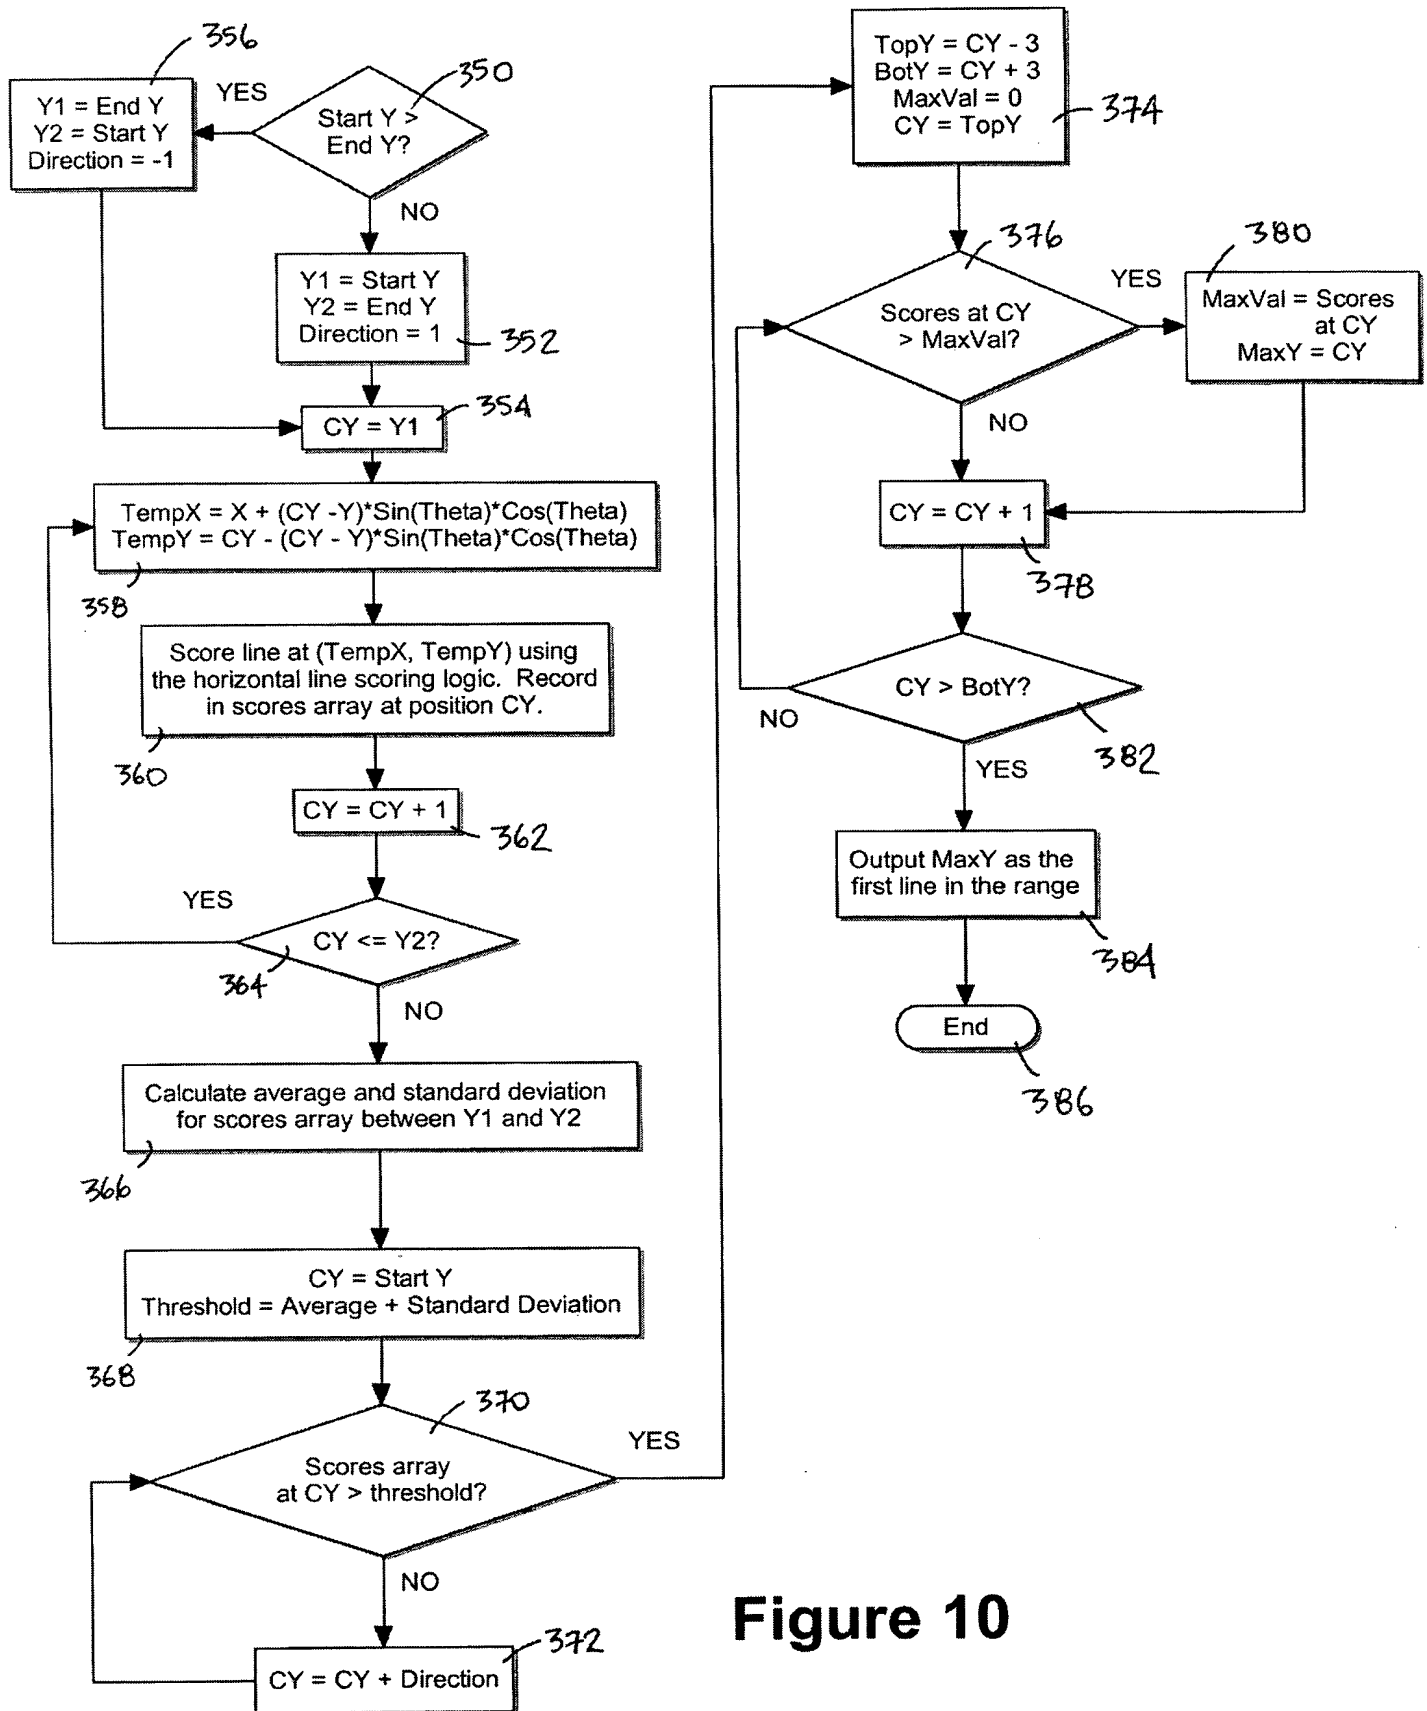 356
Y1 = End Y
Y2 = Start Y
Direction = -1
YES
350
Start Y >
End Y?
NO
Y1 = Start Y
Y2 = End Y
Direction = 1
352
CY = Y1
354
TempX = X + (CY -Y)*Sin(Theta)*Cos(Theta)
TempY = CY - (CY - Y)*Sin(Theta)*Cos(Theta)
358
Score line at (TempX, TempY) using
the horizontal line scoring logic. Record
in scores array at position CY.
360
CY = CY + 1
362
YES
CY <= Y2?
364
NO
Calculate average and standard deviation
for scores array between Y1 and Y2
366
CY = Start Y
Threshold = Average + Standard Deviation
368
370
Scores array
at CY > threshold?
YES
NO
372
CY = CY + Direction
TopY = CY - 3
BotY = CY + 3
MaxVal = 0
CY = TopY
374
376
Scores at CY
> MaxVal?
YES
380
MaxVal = Scores
at CY
MaxY = CY
NO
CY = CY + 1
378
CY > BotY?
NO
382
YES
Output MaxY as the
first line in the range
384
End
386
Figure 10